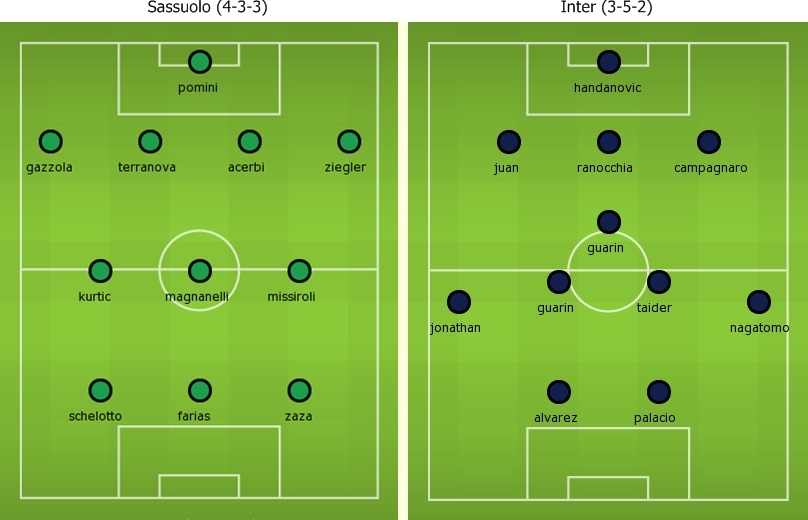 Sassuolo (4-3-3)
pomini
gazzola terranova acerbi ziegler
kurtic magnanelli missiroli
schelotto farias zaza
Inter (3-5-2)
handanovic
juan ranocchia campagnaro
guarin
guarin taider
jonathan nagatomo
alvarez palacio